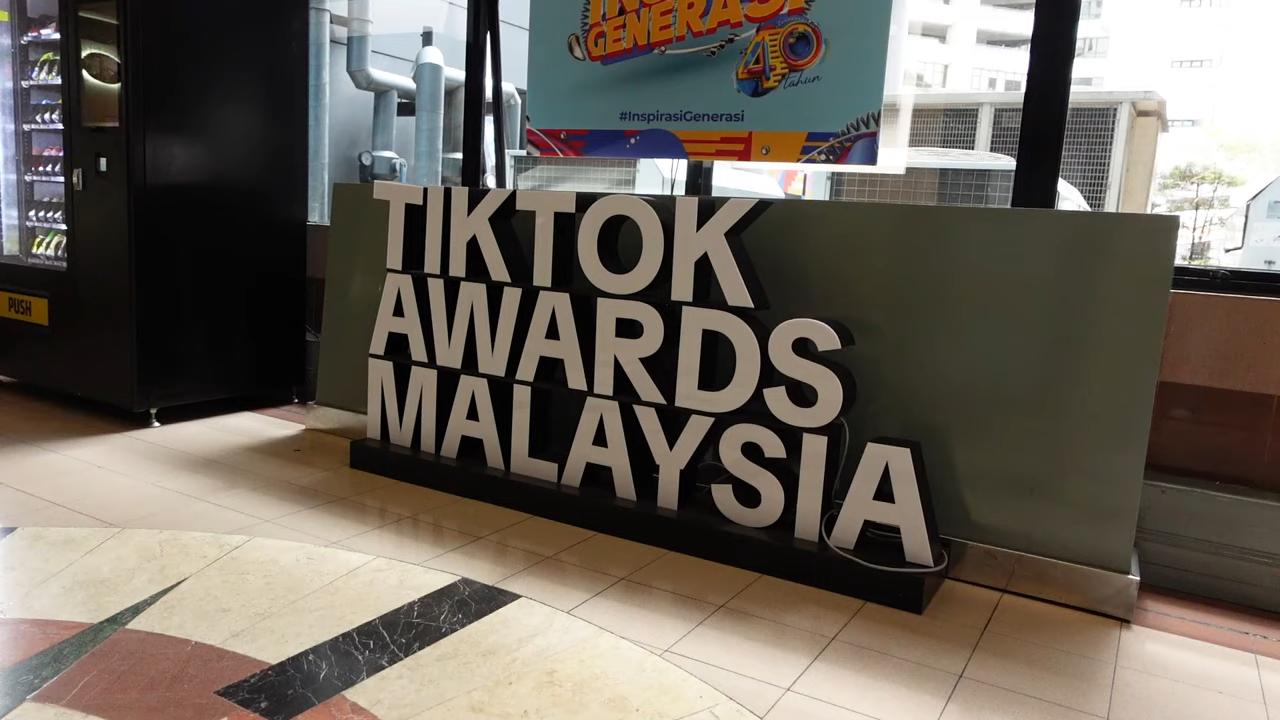 GENERASI
40
tahun
#InspirasiGenerasi
PUSH
TIKTOK
AWARDS
MALAYSIA